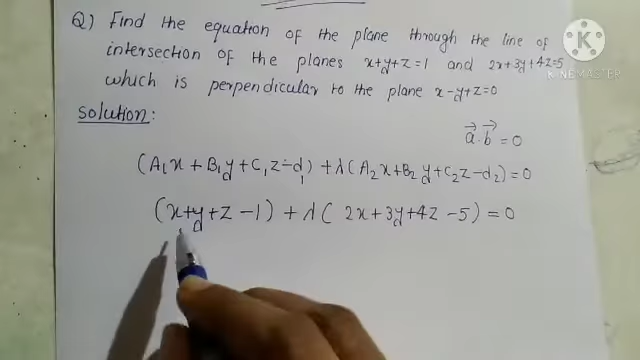 Q) Find the equation of the plane through the line of
intersection of the planes x+y+z=1 and 2x+3y+4z=5
which is perpendicular to the plane x-y+z=0
Solution:
a⃗.b⃗ = 0
(A₁x + B₁y + C₁z - d₁) + λ(A₂x + B₂y + C₂z - d₂) = 0
(x+y+z-1) + λ( 2x+3y+4z-5) = 0
KINEMASTER